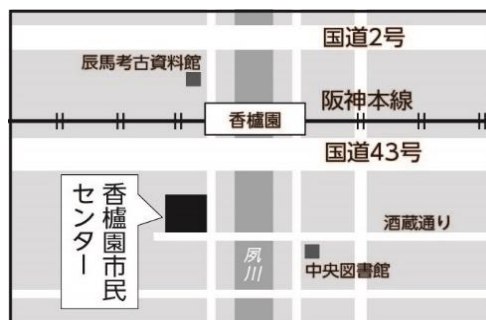 国道2号
辰馬考古資料館
阪神本線
香櫨園
国道43号
香櫨園市民
センター
酒蔵通り
夙川
中央図書館